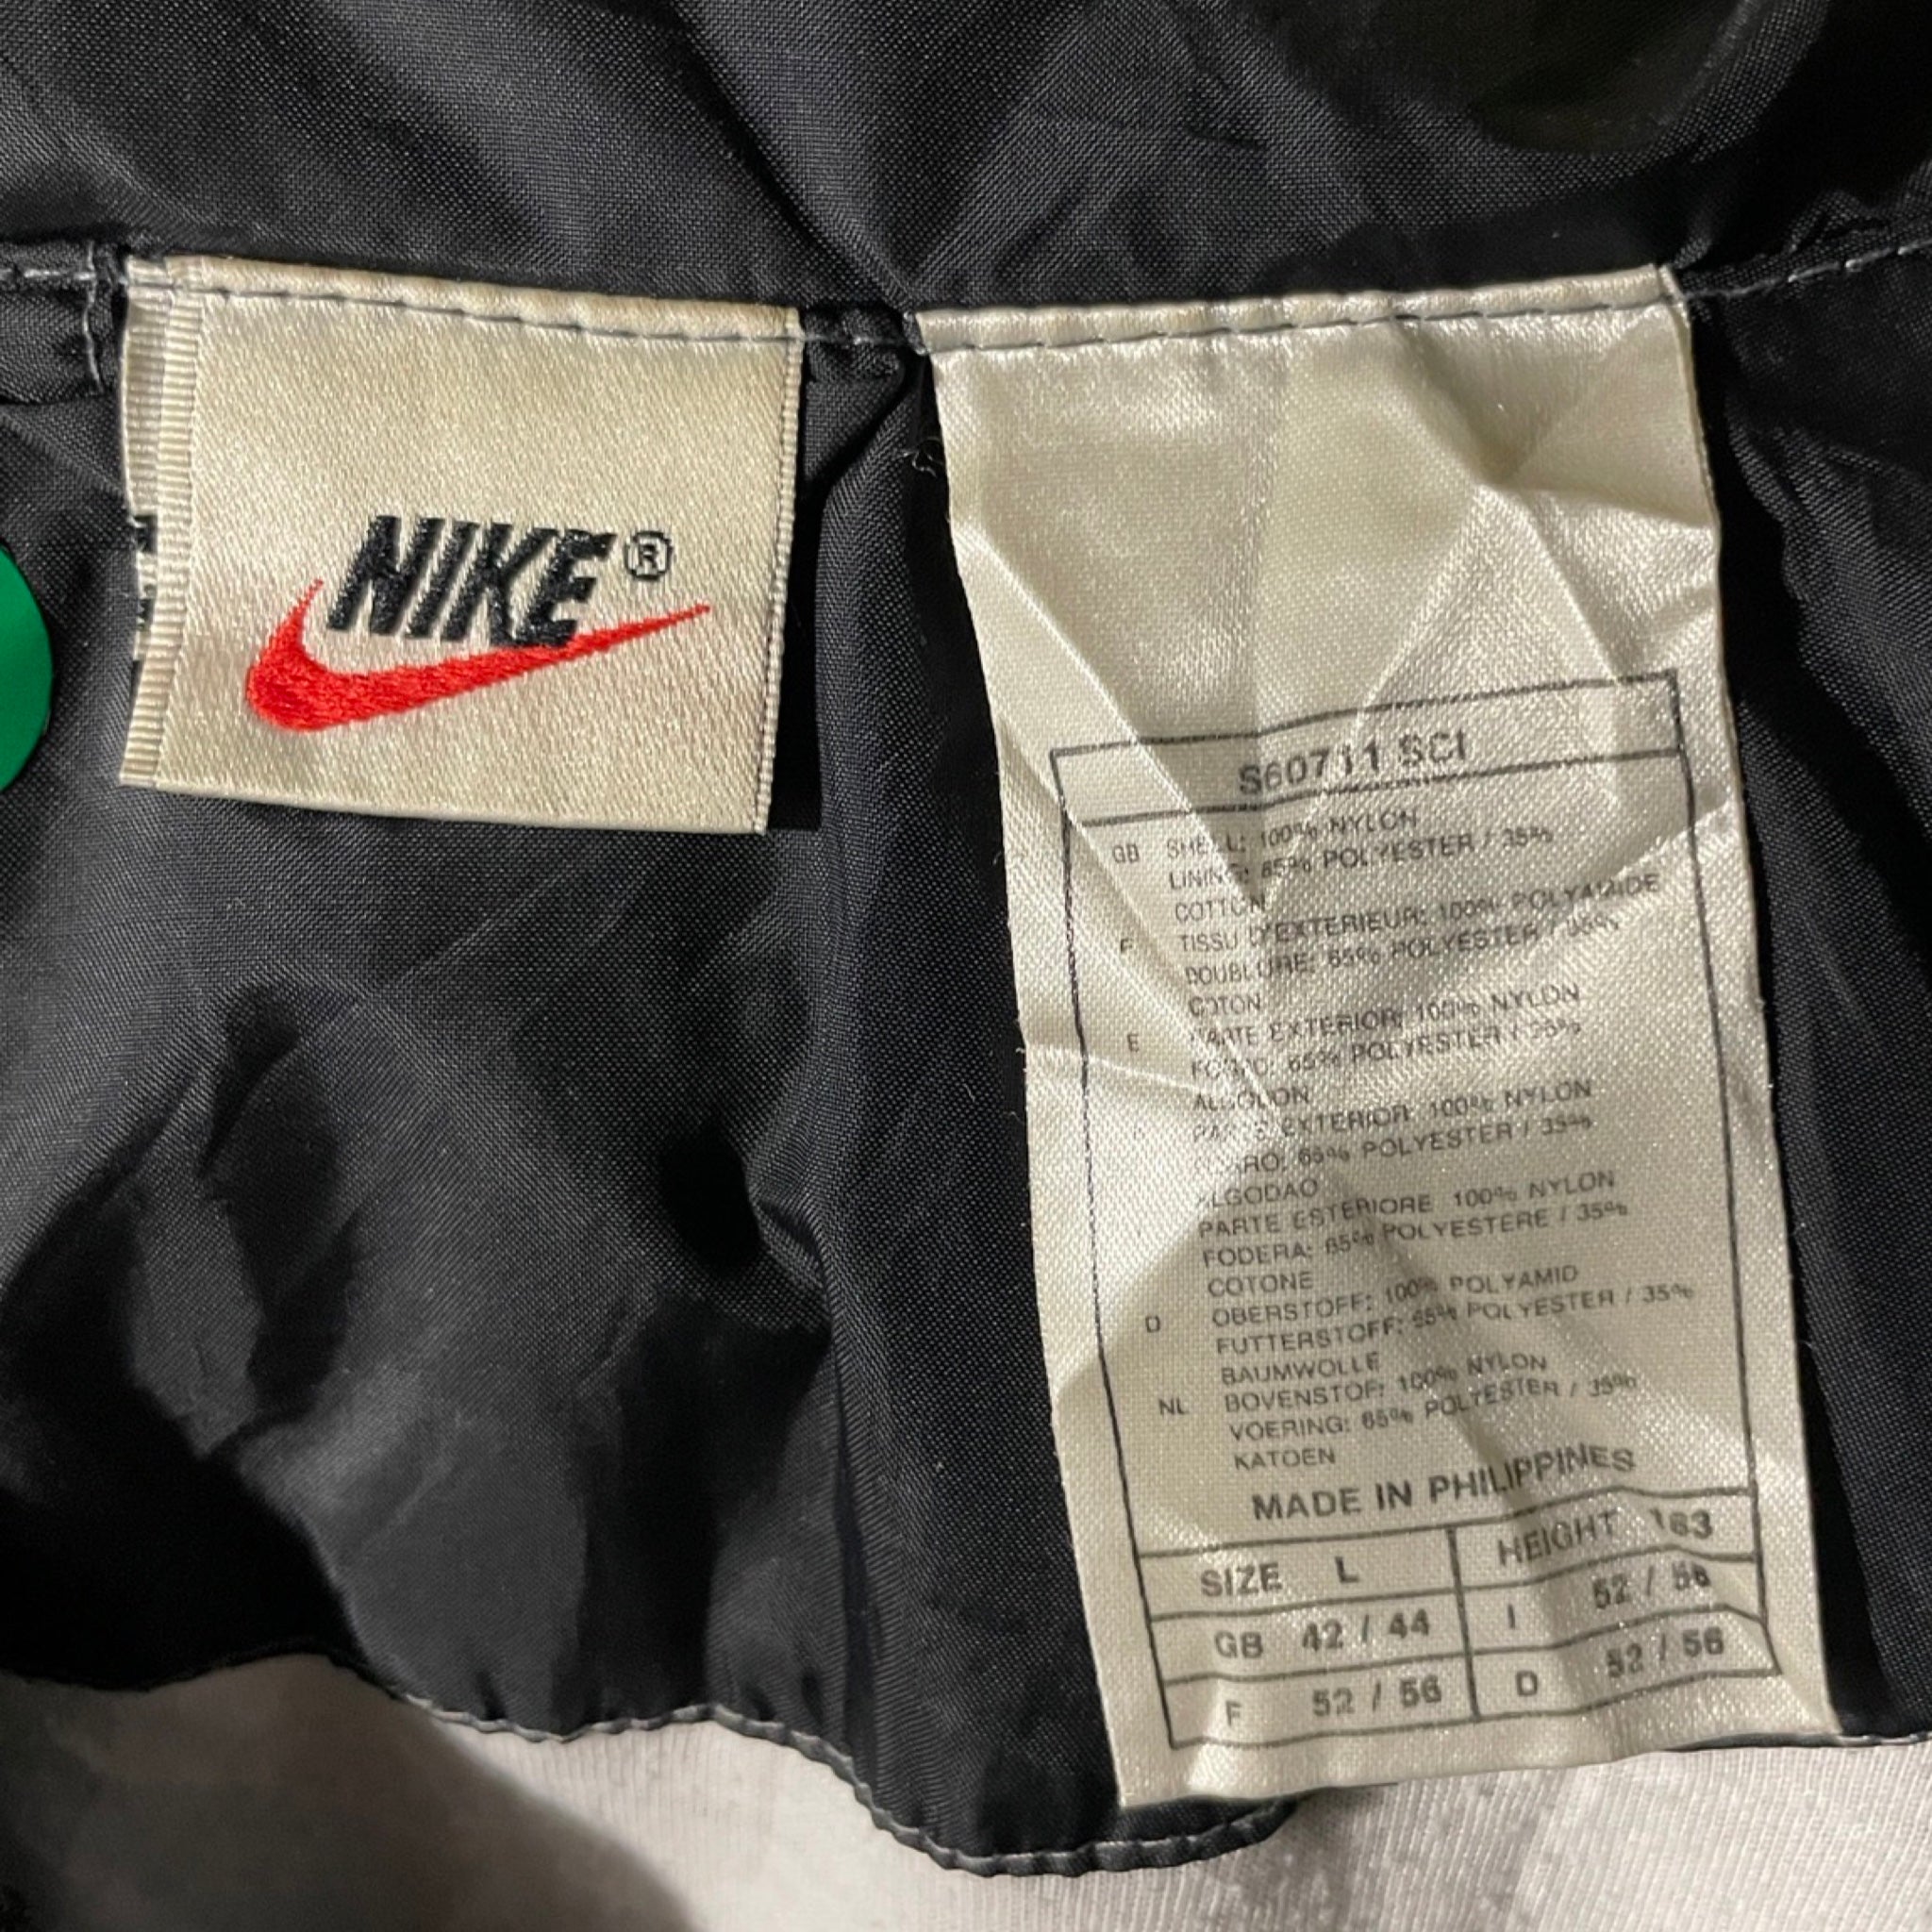 NIKE®
S60711 SCI
GB SHELL: 100% NYLON
LINING: 65% POLYESTER / 35%
COTTON
F TISSU D'EXTERIEUR: 100% POLYAMIDE
DOUBLURE: 65% POLYESTER / 35%
COTON
E PARTE EXTERIOR: 100% NYLON
FORRO: 65% POLYESTER / 35%
ALGODON
PARTE EXTERIOR: 100% NYLON
FORRO: 65% POLYESTER / 35%
ALGODAO
PARTE ESTERIORE 100% NYLON
FODERA: 65% POLYESTERE / 35%
COTONE
D OBERSTOFF: 100% POLYAMID
FUTTERSTOFF: 65% POLYESTER / 35%
BAUMWOLLE
NL BOVENSTOF: 100% NYLON
VOERING: 65% POLYESTER / 35%
KATOEN
MADE IN PHILIPPINES
SIZE L HEIGHT 183
GB 42 / 44 I 52 / 56
F 52 / 56 D 52 / 56